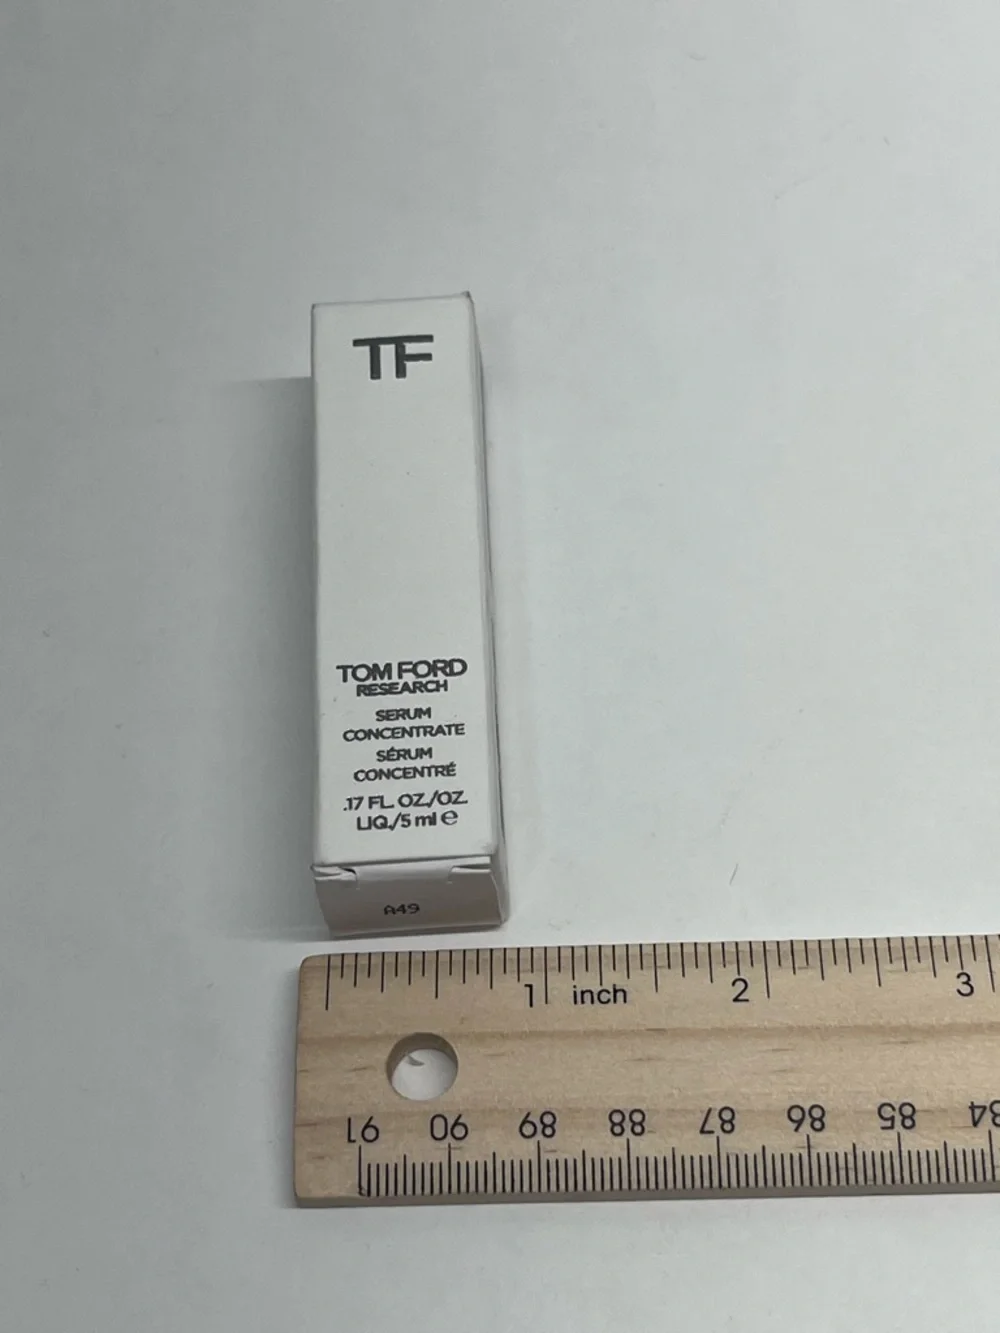 TF
TOM FORD
RESEARCH
SERUM
CONCENTRATE
SÉRUM
CONCENTRÉ
.17 FL. OZ./OZ.
LIQ./5 ml ℮
A49
1 inch 2 3
91 90 89 88 87 86 85 84